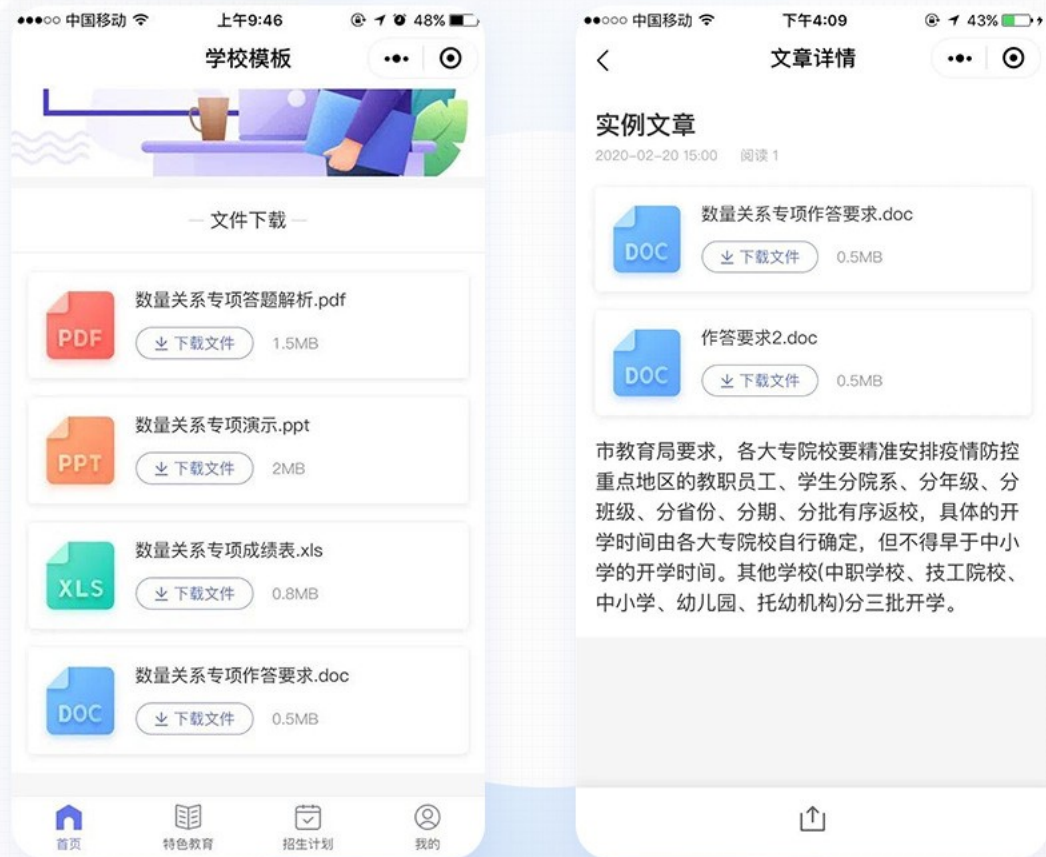 中国移动 上午9:46 48%
学校模板
文件下载
PDF
数量关系专项答题解析.pdf
下载文件 1.5MB
PPT
数量关系专项演示.ppt
下载文件 2MB
XLS
数量关系专项成绩表.xls
下载文件 0.8MB
DOC
数量关系专项作答要求.doc
下载文件 0.5MB
首页 特色教育 招生计划 我的
中国移动 下午4:09 43%
文章详情
实例文章
2020-02-20 15:00 阅读 1
DOC
数量关系专项作答要求.doc
下载文件 0.5MB
DOC
作答要求2.doc
下载文件 0.5MB
市教育局要求，各大专院校要精准安排疫情防控
重点地区的教职员工、学生分院系、分年级、分
班级、分省份、分期、分批有序返校，具体的开
学时间由各大专院校自行确定，但不得早于中小
学的开学时间。其他学校(中职学校、技工院校、
中小学、幼儿园、托幼机构)分三批开学。